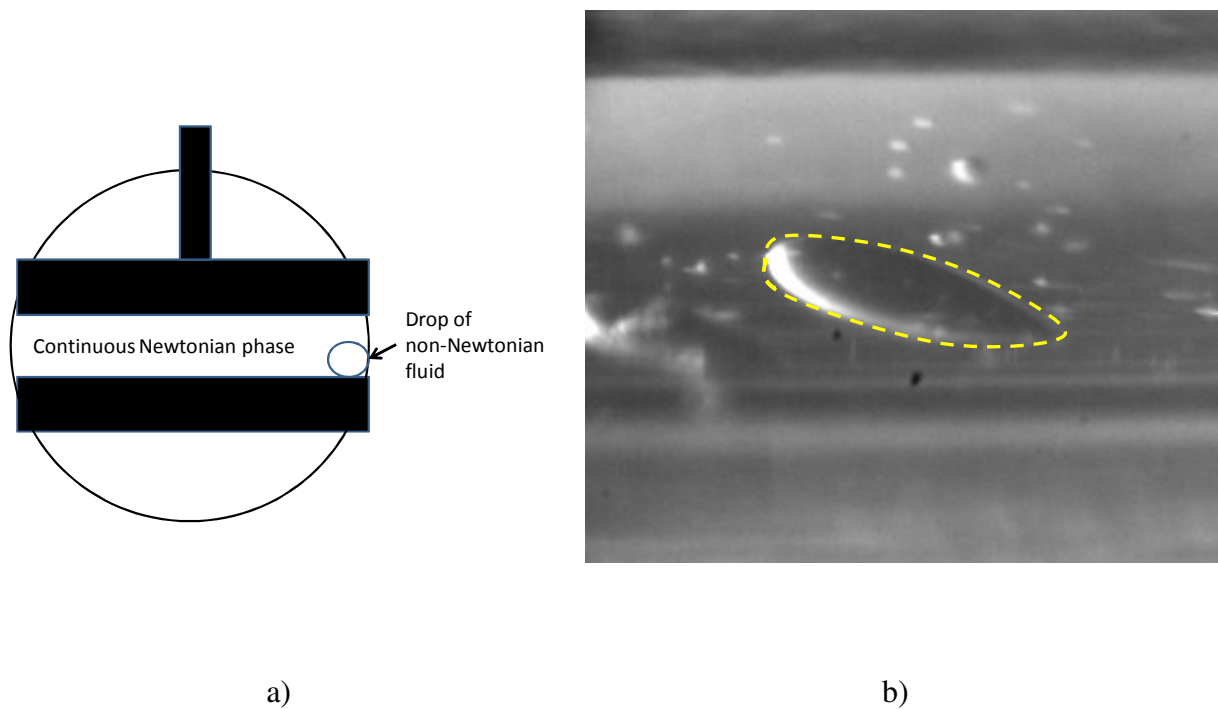 Continuous Newtonian phase
Drop of
non-Newtonian
fluid
a)
b)